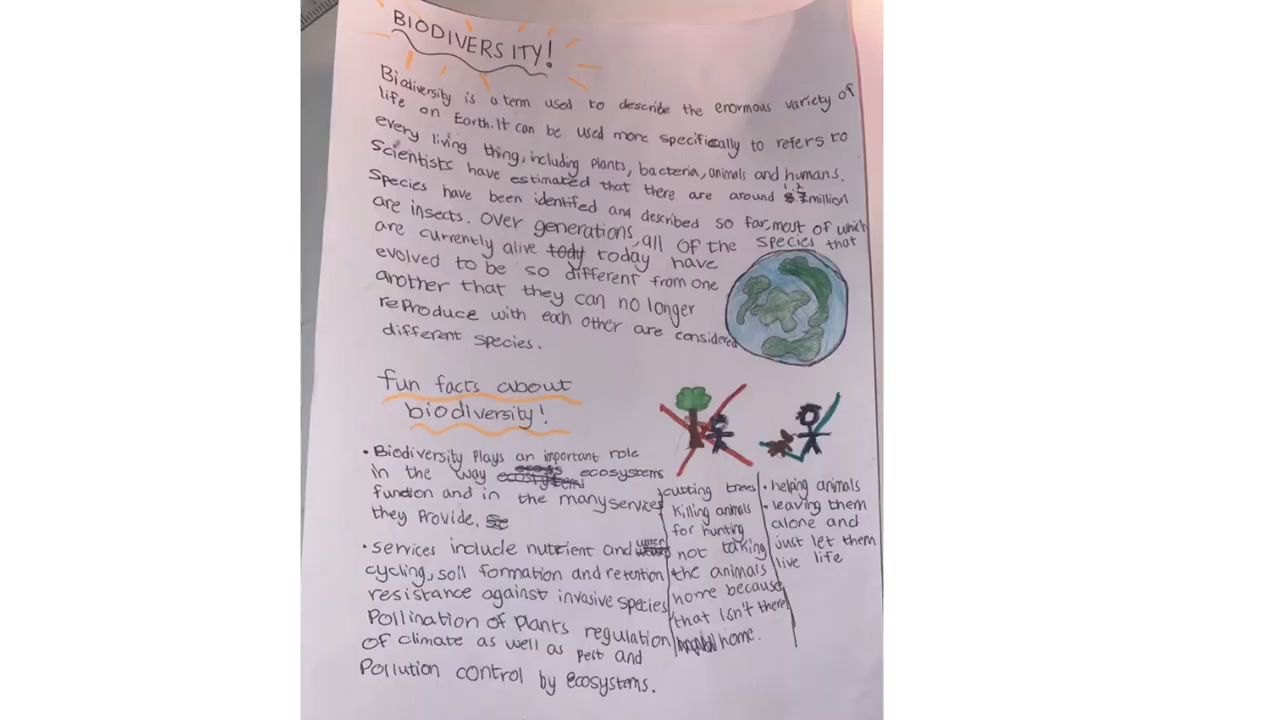 BIODIVERSITY!
Biodiversity is a term used to describe the enormous variety of
life on Earth. It can be used more specifically to refers to
every living thing, including plants, bacteria, animals and humans.
Scientists have estimated that there are around 1.2 million
species have been identifed and described so far, most of which
are insects. Over generations, all of the species that
are currently alive tody today have
evolved to be so different from one
another that they can no longer
reproduce with each other are considered
different species.
fun facts about
biodiversity!
• Biodiversity plays an important role
in the way ecosystems
function and in the many services
they provide.
• services include nutrient and water
cycling, soil formation and retention
resistance against invasive species
Pollination of plants regulation
of climate as well as pest and
Pollution control by ecosystems.
cutting trees
killing animals
for hunting
not taking
the animals
home because
that isn't there
home.
• helping animals
• leaving them
alone and
just let them
live life